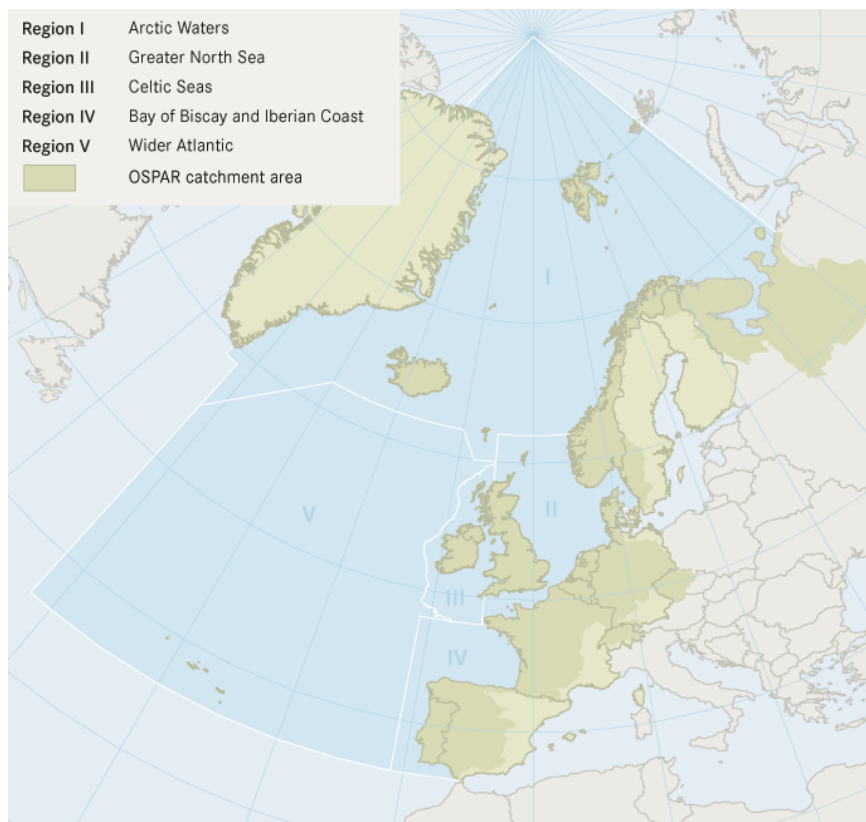 Region I Arctic Waters
Region II Greater North Sea
Region III Celtic Seas
Region IV Bay of Biscay and Iberian Coast
Region V Wider Atlantic
OSPAR catchment area
I
II
V
III
IV